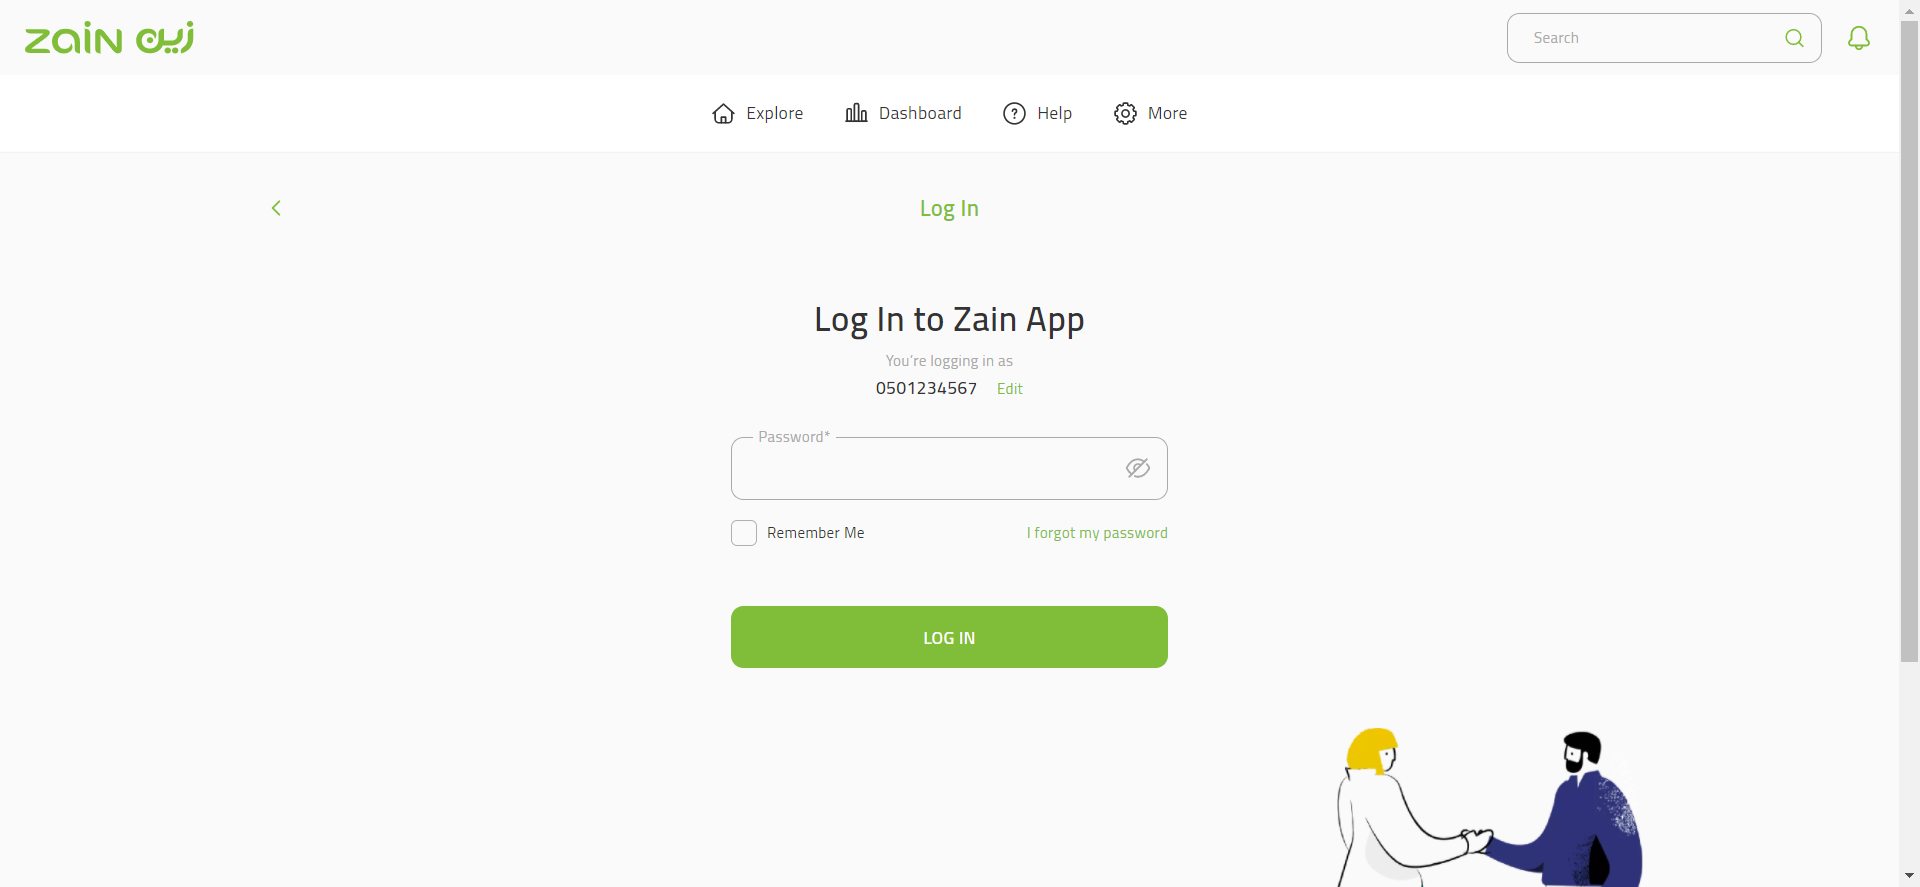 zain زين
Search
Explore
Dashboard
Help
More
Log In
Log In to Zain App
You're logging in as
0501234567 Edit
Password*
Remember Me
I forgot my password
LOG IN